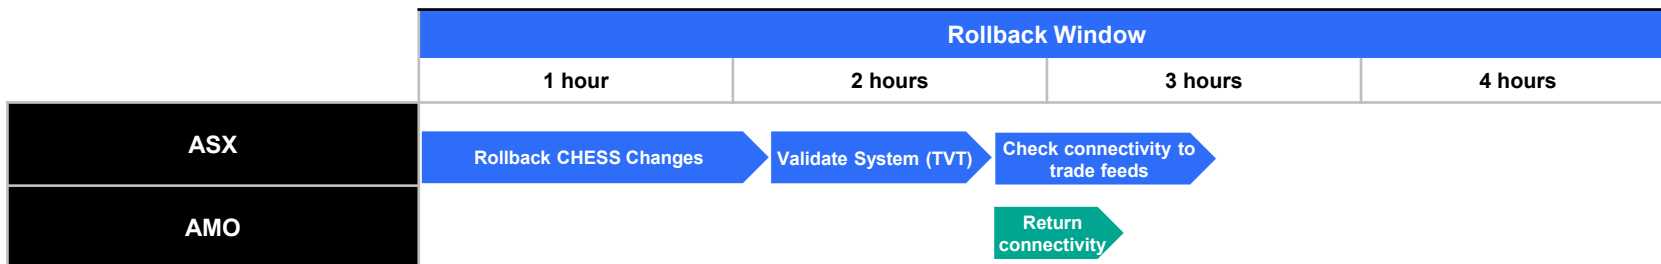 Rollback Window
1 hour
2 hours
3 hours
4 hours
ASX
Rollback CHESS Changes
Validate System (TVT)
Check connectivity to
trade feeds
AMO
Return
connectivity